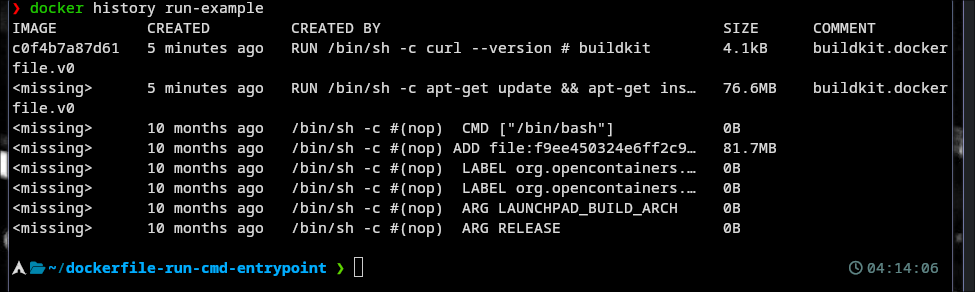 ❯ docker history run-example
IMAGE CREATED CREATED BY SIZE COMMENT
c0f4b7a87d61 5 minutes ago RUN /bin/sh -c curl --version # buildkit 4.1kB buildkit.docker
file.v0
<missing> 5 minutes ago RUN /bin/sh -c apt-get update && apt-get ins… 76.6MB buildkit.docker
file.v0
<missing> 10 months ago /bin/sh -c #(nop) CMD ["/bin/bash"] 0B
<missing> 10 months ago /bin/sh -c #(nop) ADD file:f9ee450324e6ff2c9… 81.7MB
<missing> 10 months ago /bin/sh -c #(nop) LABEL org.opencontainers.… 0B
<missing> 10 months ago /bin/sh -c #(nop) LABEL org.opencontainers.… 0B
<missing> 10 months ago /bin/sh -c #(nop) ARG LAUNCHPAD_BUILD_ARCH 0B
<missing> 10 months ago /bin/sh -c #(nop) ARG RELEASE 0B
~/dockerfile-run-cmd-entrypoint ❯ 04:14:06